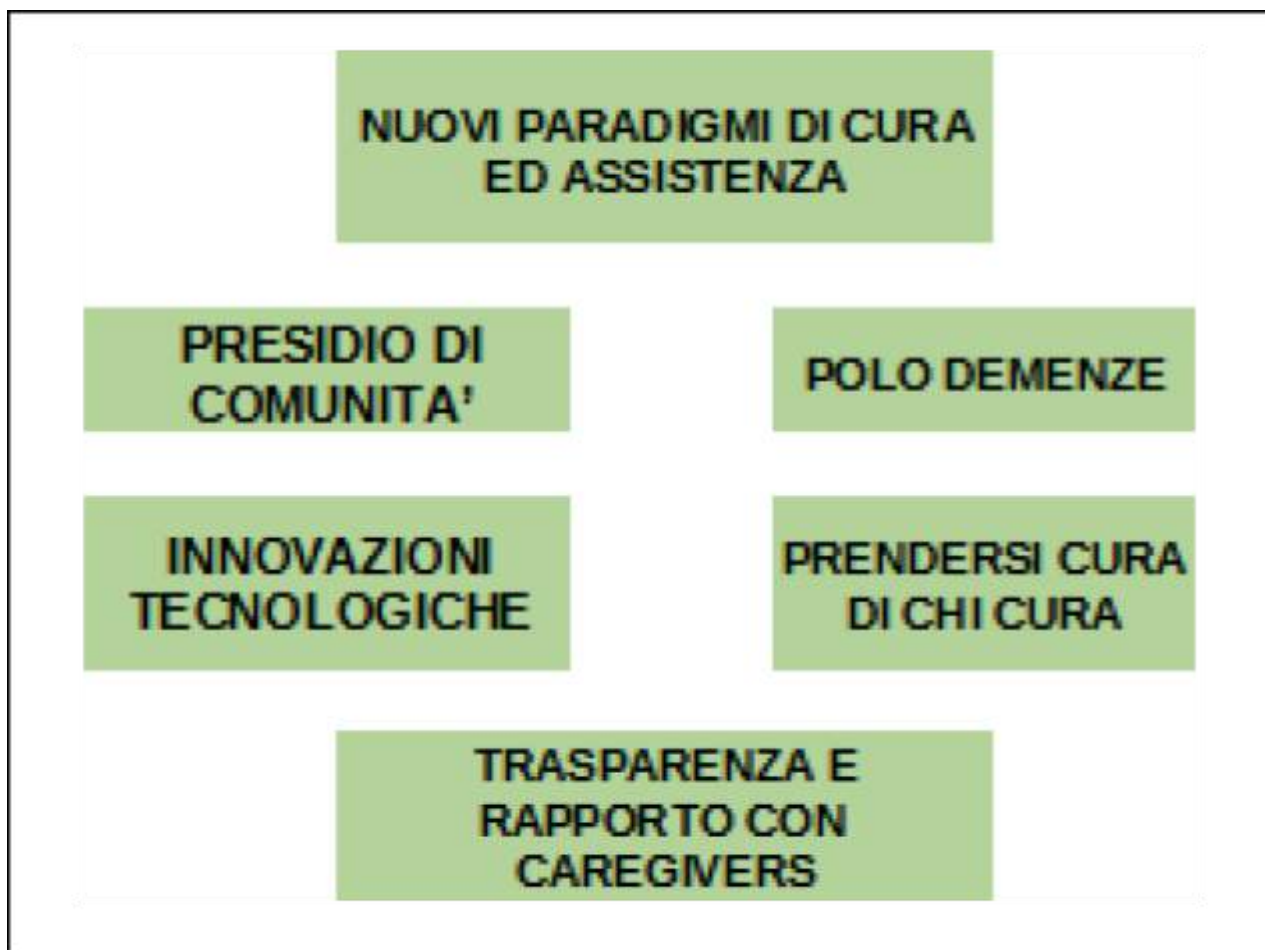 NUOVI PARADIGMI DI CURA
ED ASSISTENZA
PRESIDIO DI
COMUNITA'
POLO DEMENZE
INNOVAZIONI
TECNOLOGICHE
PRENDERSI CURA
DI CHI CURA
TRASPARENZA E
RAPPORTO CON
CAREGIVERS